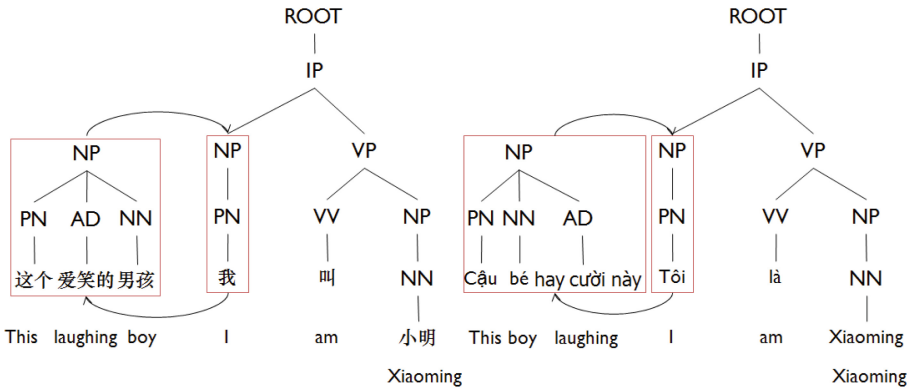 ROOT ROOT
IP IP
NP NP VP NP NP VP
PN AD NN PN VV NP PN NN AD PN VV NP
这个 爱笑的 男孩 我 叫 NN Cậu bé hay cười này Tôi là NN
This laughing boy I am 小明 This boy laughing I am Xiaoming
Xiaoming Xiaoming